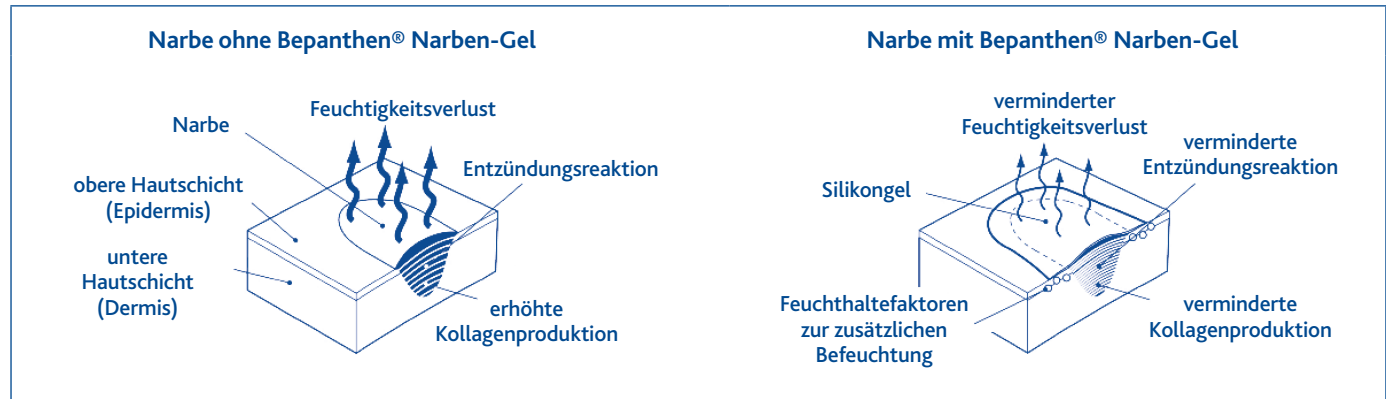 Narbe ohne Bepanthen® Narben-Gel
Feuchtigkeitsverlust
Narbe
Entzündungsreaktion
obere Hautschicht
(Epidermis)
untere
Hautschicht
(Dermis)
erhöhte
Kollagenproduktion
Narbe mit Bepanthen® Narben-Gel
verminderter
Feuchtigkeitsverlust
verminderte
Entzündungsreaktion
Silikongel
Feuchthaltefaktoren
zur zusätzlichen
Befeuchtung
verminderte
Kollagenproduktion